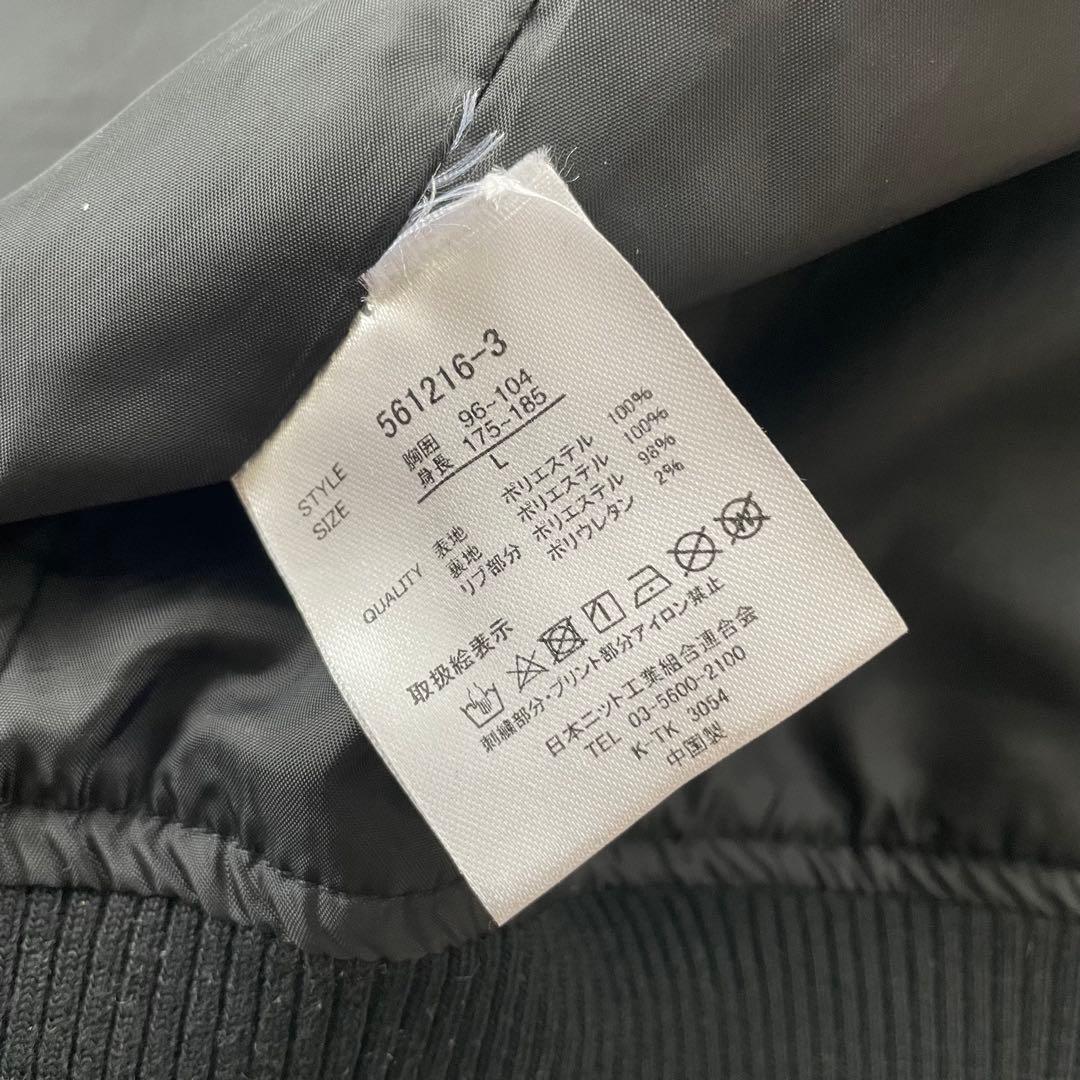 STYLE 561216-3
SIZE 胸囲 96~104
身長 175~185
L
QUALITY 表地 ポリエステル 100%
裏地 ポリエステル 100%
リブ部分 ポリエステル 98%
ポリウレタン 2%
取扱絵表示
刺繍部分・プリント部分アイロン禁止
日本ニット工業組合連合会
TEL 03-5600-2100
K-TK 3054
中国製